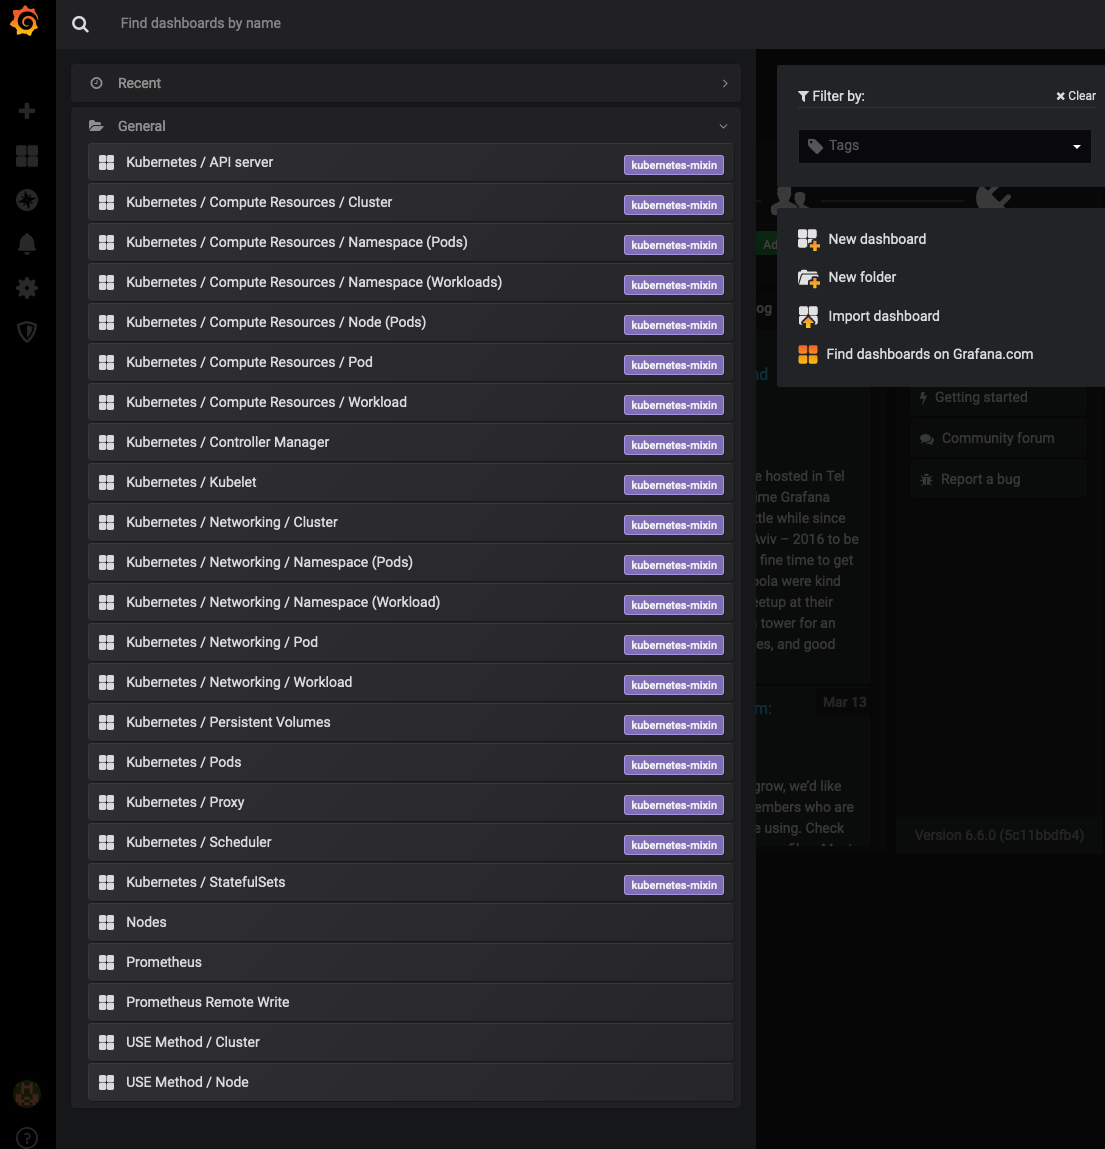 Find dashboards by name
Recent
General
Kubernetes / API server kubernetes-mixin
Kubernetes / Compute Resources / Cluster kubernetes-mixin
Kubernetes / Compute Resources / Namespace (Pods) kubernetes-mixin
Kubernetes / Compute Resources / Namespace (Workloads) kubernetes-mixin
Kubernetes / Compute Resources / Node (Pods) kubernetes-mixin
Kubernetes / Compute Resources / Pod kubernetes-mixin
Kubernetes / Compute Resources / Workload kubernetes-mixin
Kubernetes / Controller Manager kubernetes-mixin
Kubernetes / Kubelet kubernetes-mixin
Kubernetes / Networking / Cluster kubernetes-mixin
Kubernetes / Networking / Namespace (Pods) kubernetes-mixin
Kubernetes / Networking / Namespace (Workload) kubernetes-mixin
Kubernetes / Networking / Pod kubernetes-mixin
Kubernetes / Networking / Workload kubernetes-mixin
Kubernetes / Persistent Volumes kubernetes-mixin
Kubernetes / Pods kubernetes-mixin
Kubernetes / Proxy kubernetes-mixin
Kubernetes / Scheduler kubernetes-mixin
Kubernetes / StatefulSets kubernetes-mixin
Nodes
Prometheus
Prometheus Remote Write
USE Method / Cluster
USE Method / Node
Filter by: Clear
Tags
Ad
New dashboard
New folder
Import dashboard
Find dashboards on Grafana.com
og
nd
Getting started
Community forum
Report a bug
e hosted in Tel
ime Grafana
ttle while since
Aviv – 2016 to be
fine time to get
oola were kind
eetup at their
tower for an
es, and good
m: Mar 13
grow, we'd like
embers who are
e using. Check
Version 6.6.0 (5c11bbdfb4)
?